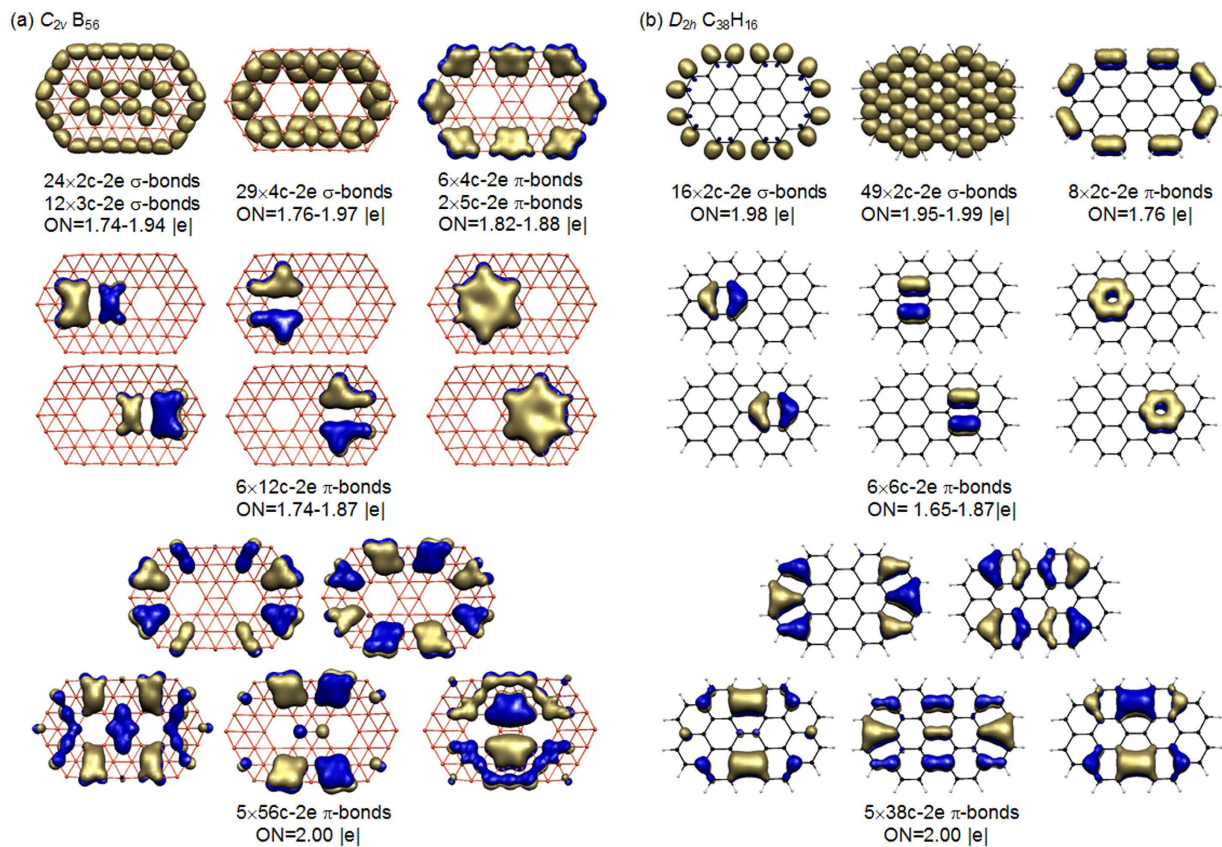 (a) C2v B56
24×2c-2e σ-bonds
12×3c-2e σ-bonds
ON=1.74-1.94 |e|
29×4c-2e σ-bonds
ON=1.76-1.97 |e|
6×4c-2e π-bonds
2×5c-2e π-bonds
ON=1.82-1.88 |e|
6×12c-2e π-bonds
ON=1.74-1.87 |e|
5×56c-2e π-bonds
ON=2.00 |e|
(b) D2h C38H16
16×2c-2e σ-bonds
ON=1.98 |e|
49×2c-2e σ-bonds
ON=1.95-1.99 |e|
8×2c-2e π-bonds
ON=1.76 |e|
6×6c-2e π-bonds
ON= 1.65-1.87|e|
5×38c-2e π-bonds
ON=2.00 |e|